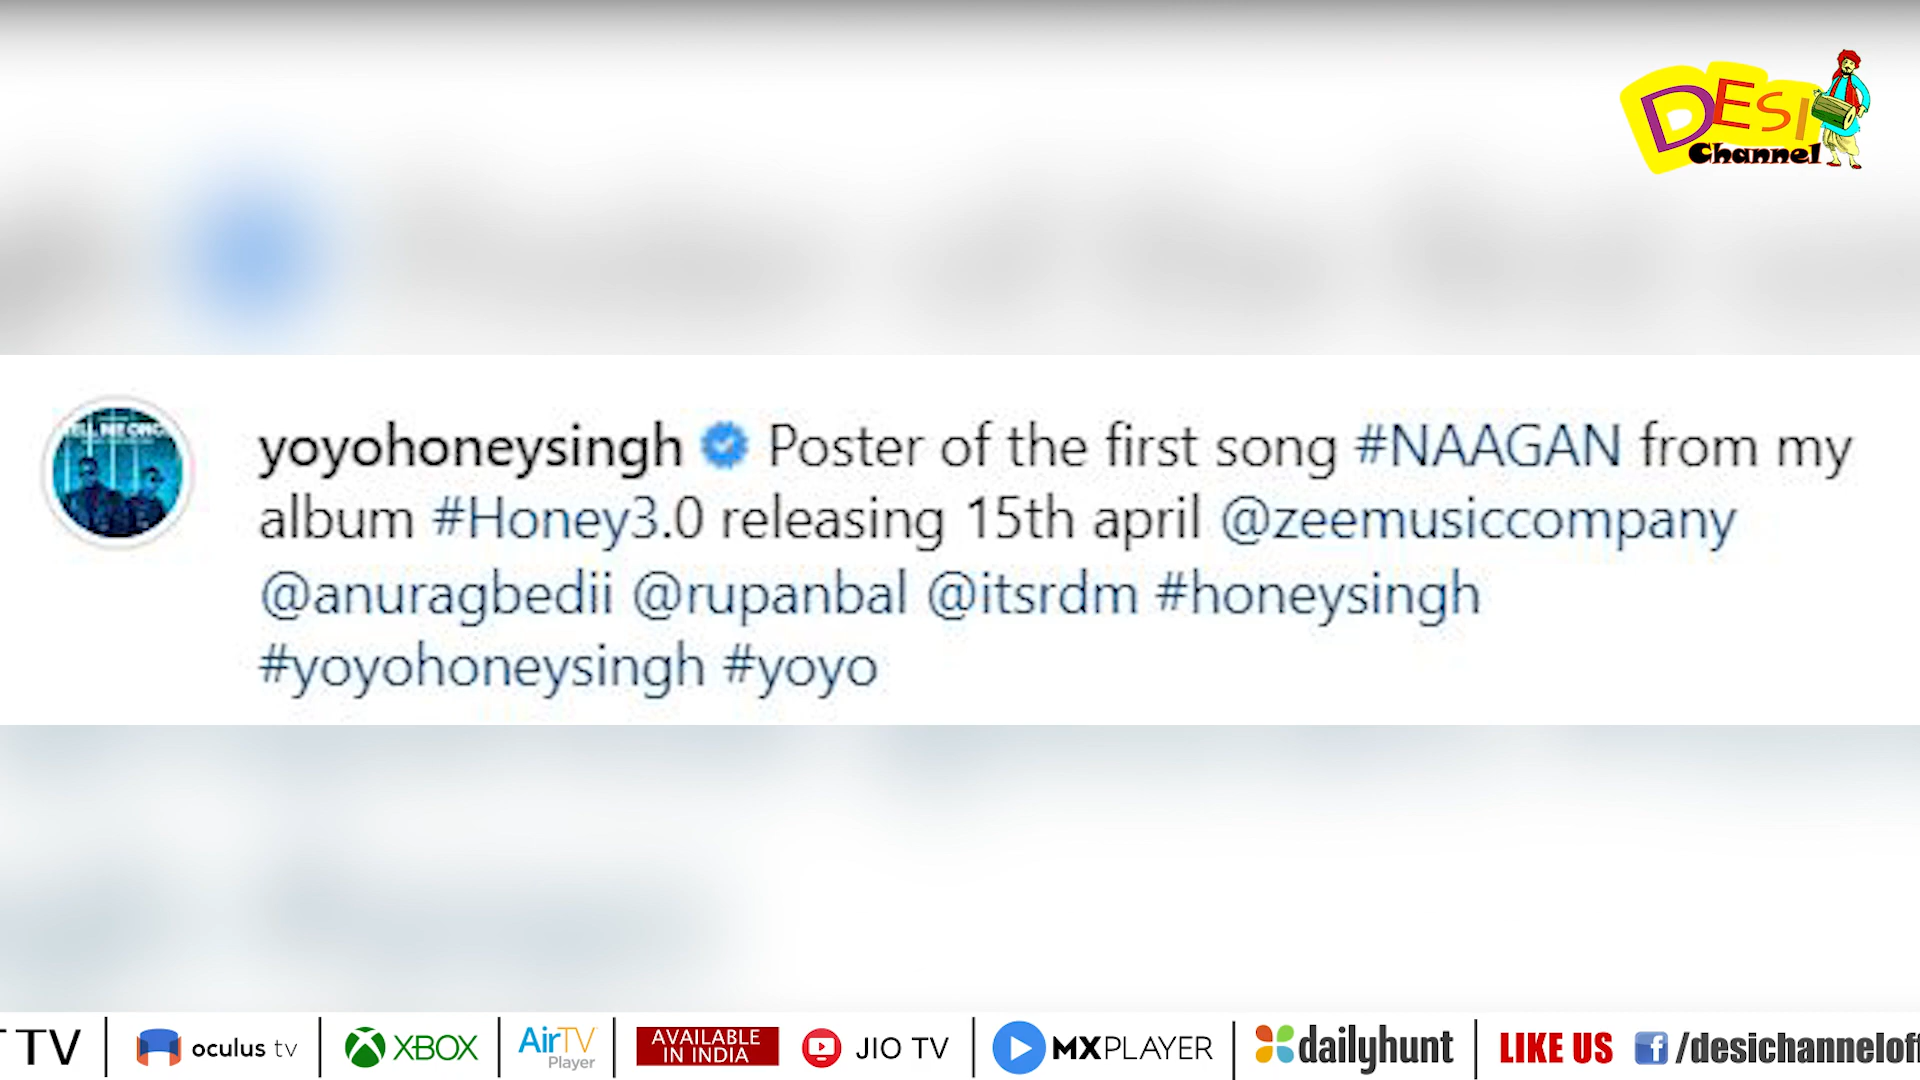 DESI
Channel
yoyohoneysingh Poster of the first song #NAAGAN from my
album #Honey3.0 releasing 15th april @zeemusiccompany
@anuragbedii @rupanbal @itsrdm #honeysingh
#yoyohoneysingh #yoyo
TV | oculus tv | XBOX | AirTV Player | AVAILABLE IN INDIA JIO TV | MXPLAYER | dailyhunt | LIKE US /desichanneloff